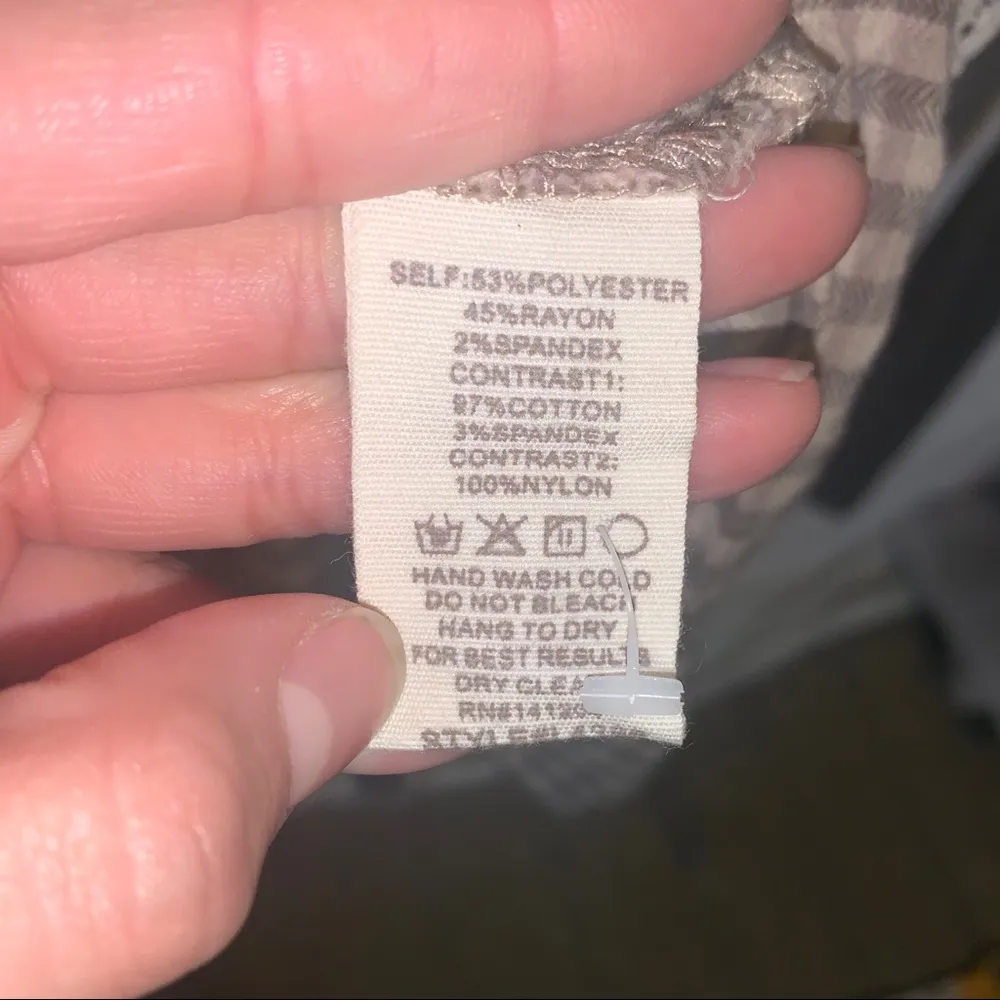 SELF:53%POLYESTER
45%RAYON
2%SPANDEX
CONTRAST1:
97%COTTON
3%SPANDEX
CONTRAST2:
100%NYLON
HAND WASH COLD
DO NOT BLEACH
HANG TO DRY
FOR BEST RESULTS
DRY